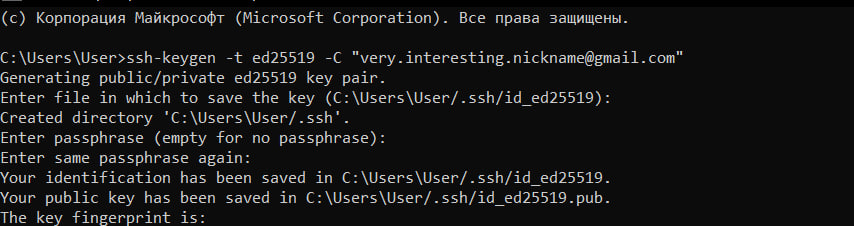 (c) Корпорация Майкрософт (Microsoft Corporation). Все права защищены.
C:\Users\User>ssh-keygen -t ed25519 -C "very.interesting.nickname@gmail.com"
Generating public/private ed25519 key pair.
Enter file in which to save the key (C:\Users\User/.ssh/id_ed25519):
Created directory 'C:\Users\User/.ssh'.
Enter passphrase (empty for no passphrase):
Enter same passphrase again:
Your identification has been saved in C:\Users\User/.ssh/id_ed25519.
Your public key has been saved in C:\Users\User/.ssh/id_ed25519.pub.
The key fingerprint is: